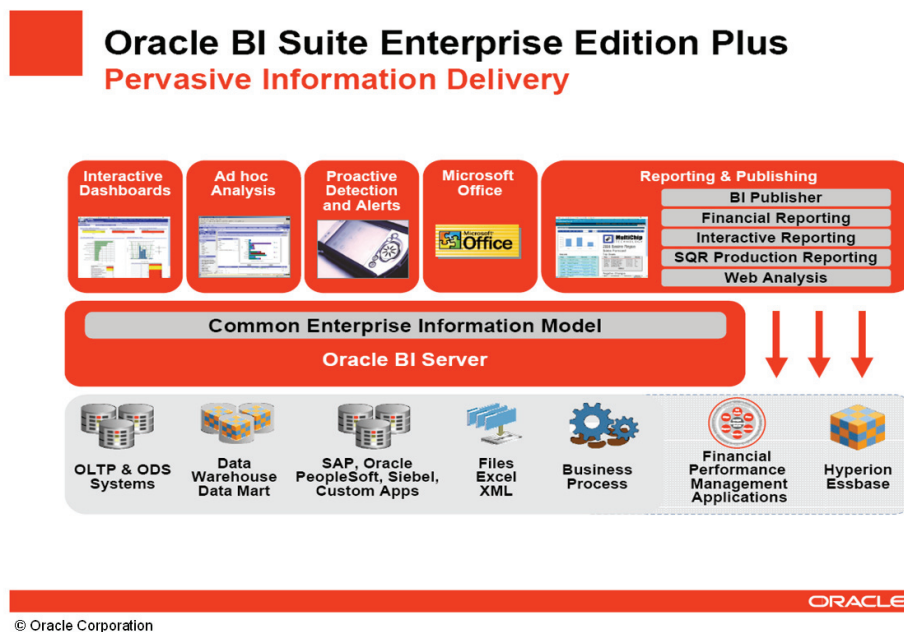 Oracle BI Suite Enterprise Edition Plus
Pervasive Information Delivery
Interactive
Dashboards
Ad hoc
Analysis
Proactive
Detection
and Alerts
Microsoft
Office
Microsoft
Office
Reporting & Publishing
MultiChip
BI Publisher
Financial Reporting
Interactive Reporting
SQR Production Reporting
Web Analysis
Common Enterprise Information Model
Oracle BI Server
OLTP & ODS
Systems
Data
Warehouse
Data Mart
SAP, Oracle
PeopleSoft, Siebel,
Custom Apps
Files
Excel
XML
Business
Process
Financial
Performance
Management
Applications
Hyperion
Essbase
ORACLE
© Oracle Corporation